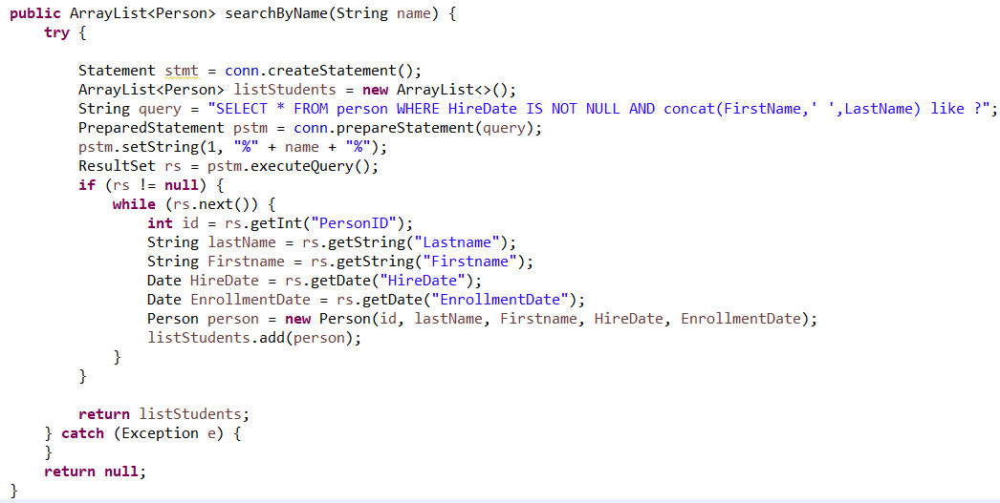 public ArrayList<Person> searchByName(String name) {
    try {

        Statement stmt = conn.createStatement();
        ArrayList<Person> listStudents = new ArrayList<>();
        String query = "SELECT * FROM person WHERE HireDate IS NOT NULL AND concat(FirstName,' ',LastName) like ?";
        PreparedStatement pstm = conn.prepareStatement(query);
        pstm.setString(1, "%" + name + "%");
        ResultSet rs = pstm.executeQuery();
        if (rs != null) {
            while (rs.next()) {
                int id = rs.getInt("PersonID");
                String lastName = rs.getString("Lastname");
                String Firstname = rs.getString("Firstname");
                Date HireDate = rs.getDate("HireDate");
                Date EnrollmentDate = rs.getDate("EnrollmentDate");
                Person person = new Person(id, lastName, Firstname, HireDate, EnrollmentDate);
                listStudents.add(person);
            }
        }

        return listStudents;
    } catch (Exception e) {
    }
    return null;
}